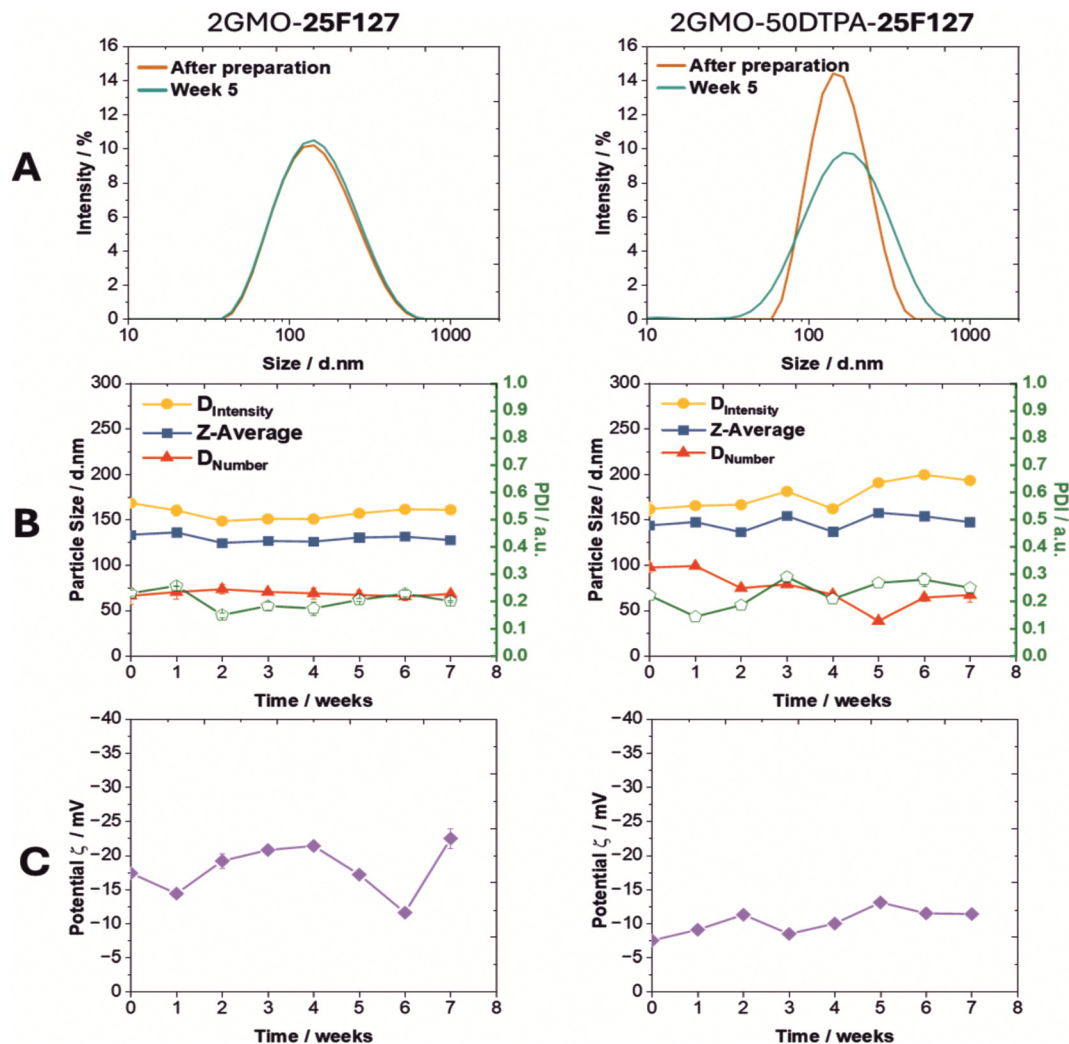 2GMO-25F127
2GMO-50DTPA-25F127
A
16
14
12
10
8
6
4
2
0
Intensity / %
After preparation
Week 5
10
100
1000
Size / d.nm
16
14
12
10
8
6
4
2
0
Intensity / %
After preparation
Week 5
10
100
1000
Size / d.nm
B
300
250
200
150
100
50
0
Particle Size / d.nm
D Intensity
Z-Average
D Number
1.0
0.9
0.8
0.7
0.6
0.5
0.4
0.3
0.2
0.1
0.0
PDI / a.u.
0 1 2 3 4 5 6 7 8
Time / weeks
300
250
200
150
100
50
0
Particle Size / d.nm
D Intensity
Z-Average
D Number
1.0
0.9
0.8
0.7
0.6
0.5
0.4
0.3
0.2
0.1
0.0
PDI / a.u.
0 1 2 3 4 5 6 7 8
Time / weeks
C
−40
−35
−30
−25
−20
−15
−10
−5
0
Potential ζ / mV
0 1 2 3 4 5 6 7 8
Time / weeks
−40
−35
−30
−25
−20
−15
−10
−5
0
Potential ζ / mV
0 1 2 3 4 5 6 7 8
Time / weeks